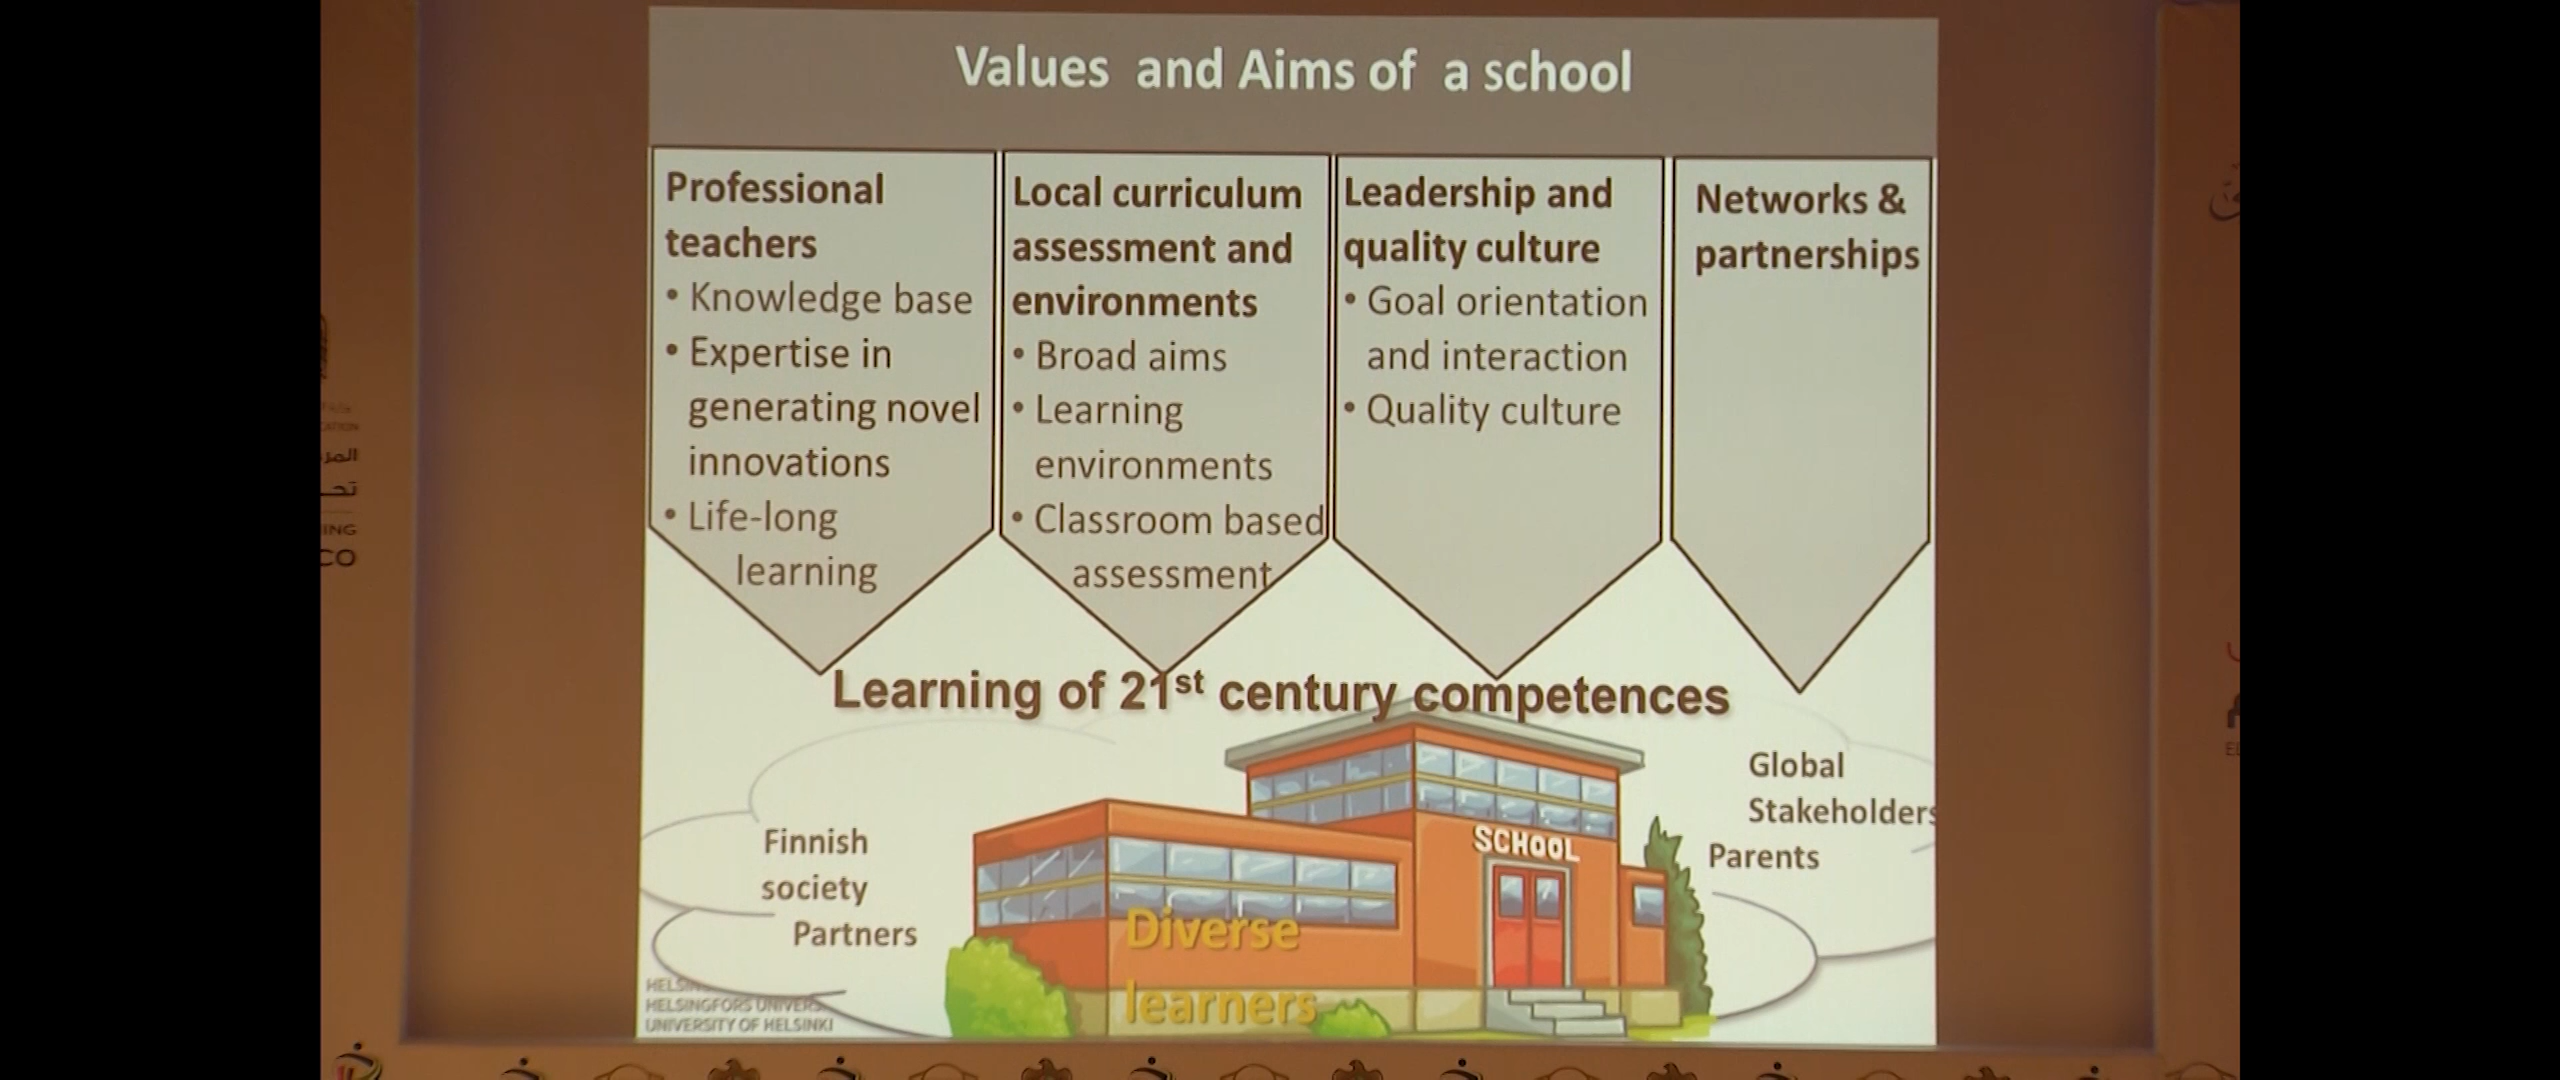 Values and Aims of a school
Professional
teachers
• Knowledge base
• Expertise in
generating novel
innovations
• Life-long
learning
Local curriculum
assessment and
environments
• Broad aims
• Learning
environments
• Classroom based
assessment
Leadership and
quality culture
• Goal orientation
and interaction
• Quality culture
Networks &
partnerships
Learning of 21st century competences
Finnish
society
Partners
SCHOOL
Diverse
learners
Global
Stakeholders
Parents
HELSINGFORS
UNIVERSITY OF HELSINKI